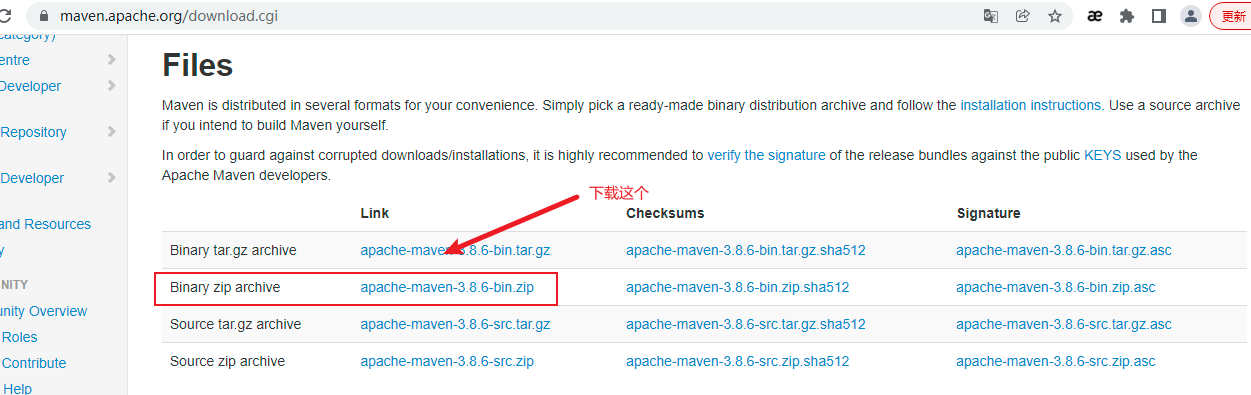 maven.apache.org/download.cgi
更新
category)
entre
Developer
Repository
Developer
and Resources
y
NITY
unity Overview
Roles
Contribute
Help
Files
Maven is distributed in several formats for your convenience. Simply pick a ready-made binary distribution archive and follow the installation instructions. Use a source archive
if you intend to build Maven yourself.
In order to guard against corrupted downloads/installations, it is highly recommended to verify the signature of the release bundles against the public KEYS used by the
Apache Maven developers.
下载这个
Link Checksums Signature
Binary tar.gz archive apache-maven-3.8.6-bin.tar.gz apache-maven-3.8.6-bin.tar.gz.sha512 apache-maven-3.8.6-bin.tar.gz.asc
Binary zip archive apache-maven-3.8.6-bin.zip apache-maven-3.8.6-bin.zip.sha512 apache-maven-3.8.6-bin.zip.asc
Source tar.gz archive apache-maven-3.8.6-src.tar.gz apache-maven-3.8.6-src.tar.gz.sha512 apache-maven-3.8.6-src.tar.gz.asc
Source zip archive apache-maven-3.8.6-src.zip apache-maven-3.8.6-src.zip.sha512 apache-maven-3.8.6-src.zip.asc